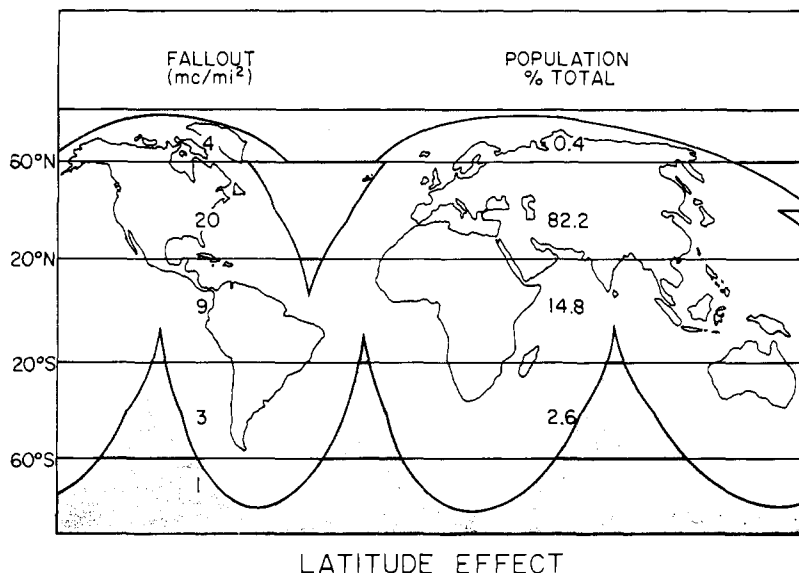 FALLOUT
(mc/mi²)
POPULATION
% TOTAL
4
0.4
60°N
20
82.2
20°N
9
14.8
20°S
3
2.6
60°S
1
LATITUDE EFFECT